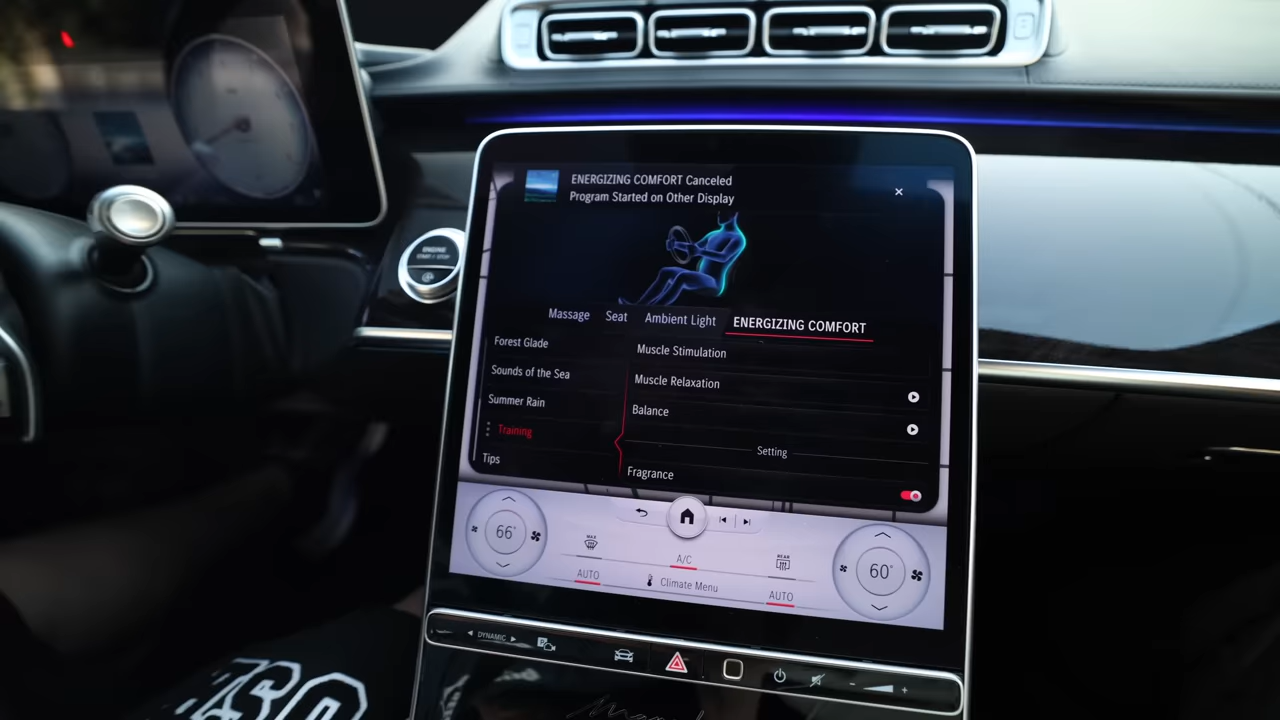 ENERGIZING COMFORT Canceled
Program Started on Other Display
ENGINE
START / STOP
Massage Seat Ambient Light ENERGIZING COMFORT
Forest Glade
Sounds of the Sea
Summer Rain
Training
Tips
Muscle Stimulation
Muscle Relaxation
Balance
Setting
Fragrance
66°
MAX
A/C
REAR
60°
AUTO
Climate Menu
AUTO
DYNAMIC